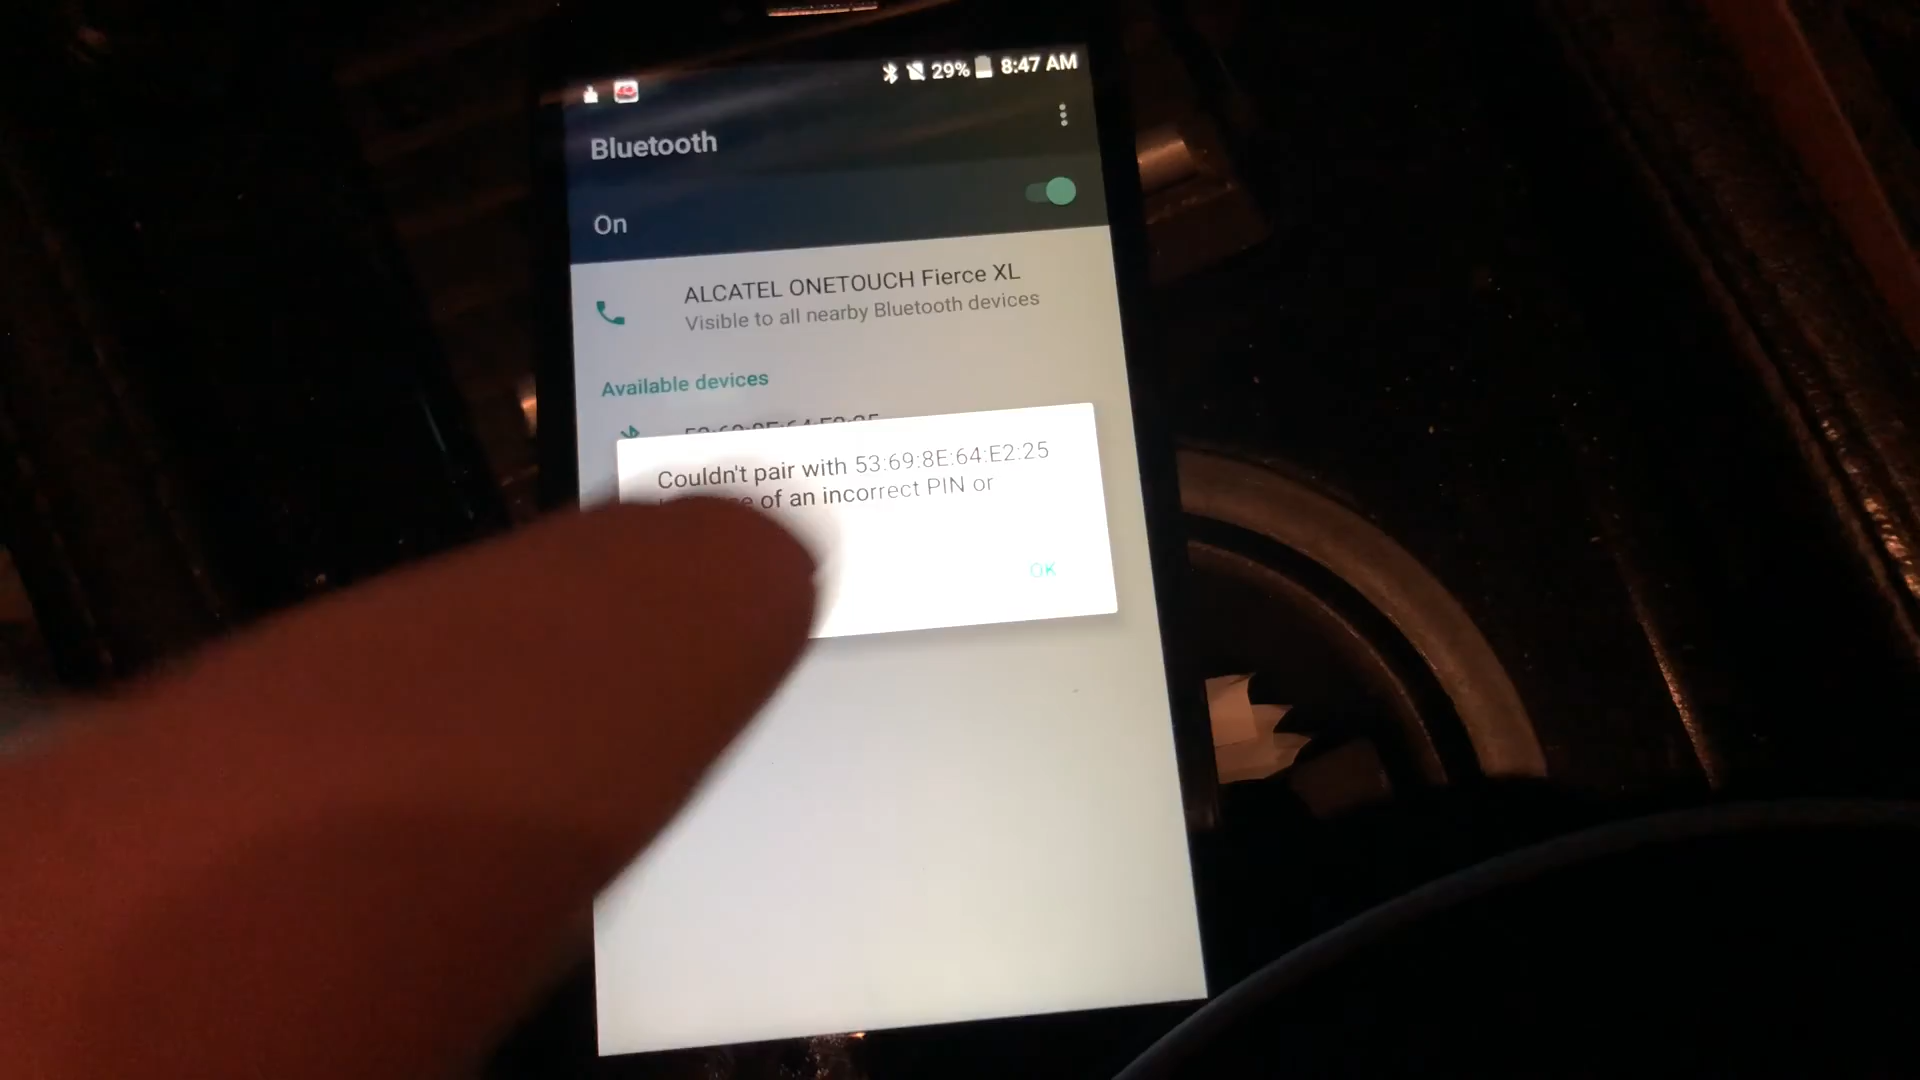 29% 8:47 AM
Bluetooth
On
ALCATEL ONETOUCH Fierce XL
Visible to all nearby Bluetooth devices
Available devices
Couldn't pair with 53:69:8E:64:E2:25
of an incorrect PIN or
OK